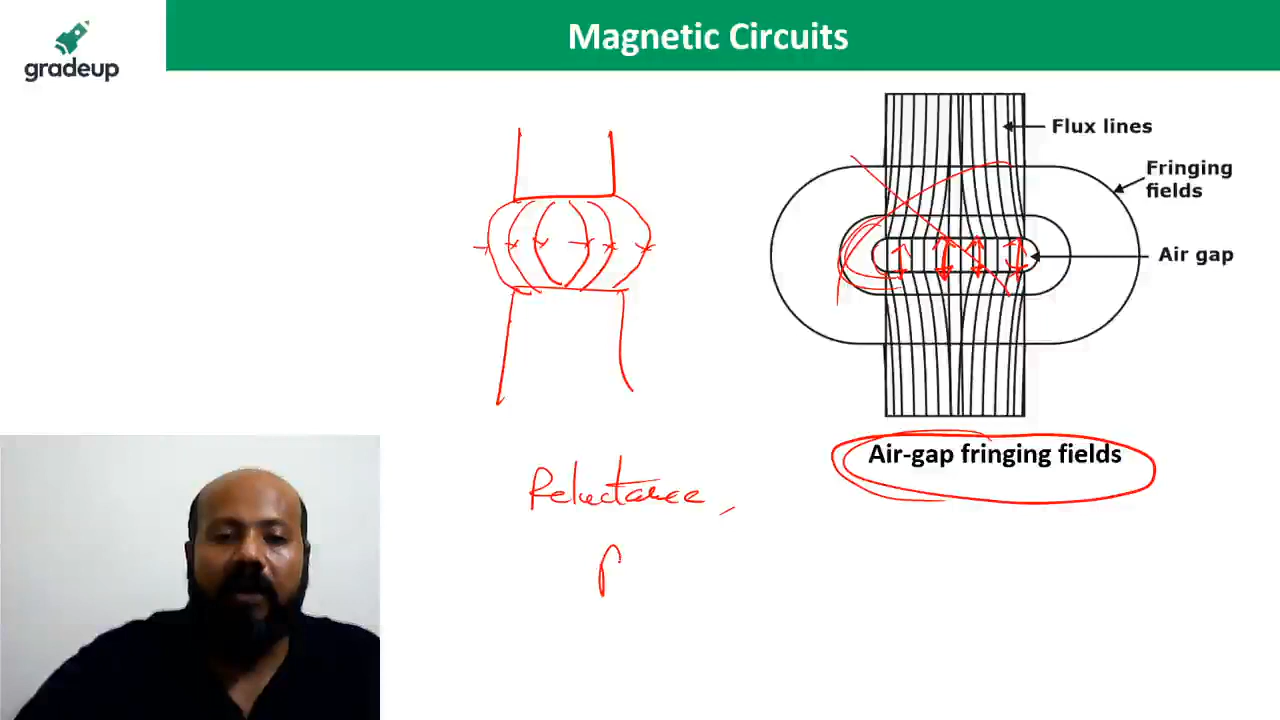 gradeup
Magnetic Circuits
Flux lines
Fringing
fields
Air gap
Air-gap fringing fields
Reluctance,